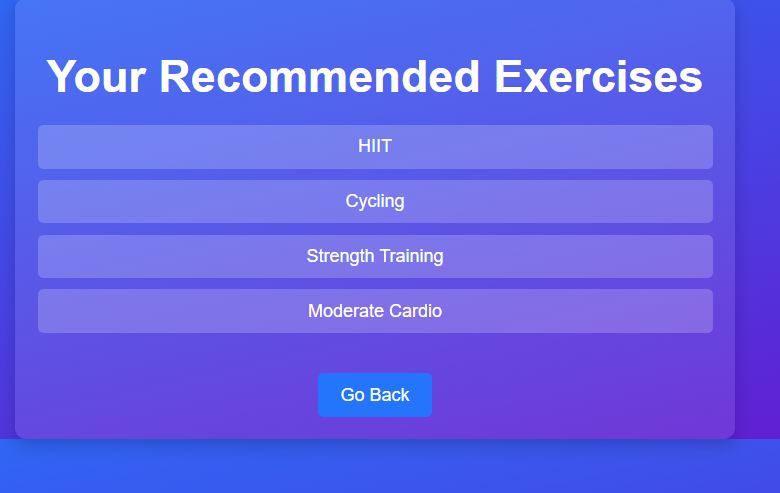 Your Recommended Exercises
HIIT
Cycling
Strength Training
Moderate Cardio
Go Back